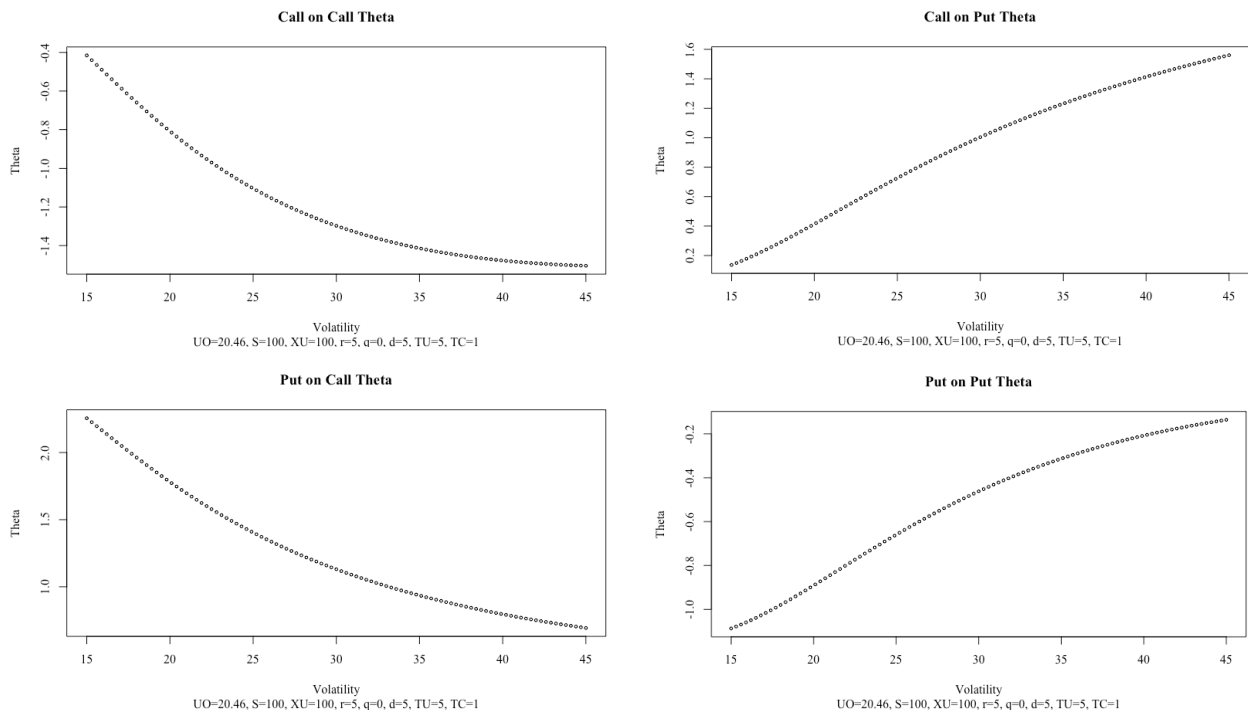 Call on Call Theta
Theta
-0.4
-0.6
-0.8
-1.0
-1.2
-1.4
15 20 25 30 35 40 45
Volatility
UO=20.46, S=100, XU=100, r=5, q=0, d=5, TU=5, TC=1
Call on Put Theta
Theta
1.6
1.4
1.2
1.0
0.8
0.6
0.4
0.2
15 20 25 30 35 40 45
Volatility
UO=20.46, S=100, XU=100, r=5, q=0, d=5, TU=5, TC=1
Put on Call Theta
Theta
2.0
1.5
1.0
15 20 25 30 35 40 45
Volatility
UO=20.46, S=100, XU=100, r=5, q=0, d=5, TU=5, TC=1
Put on Put Theta
Theta
-0.2
-0.4
-0.6
-0.8
-1.0
15 20 25 30 35 40 45
Volatility
UO=20.46, S=100, XU=100, r=5, q=0, d=5, TU=5, TC=1